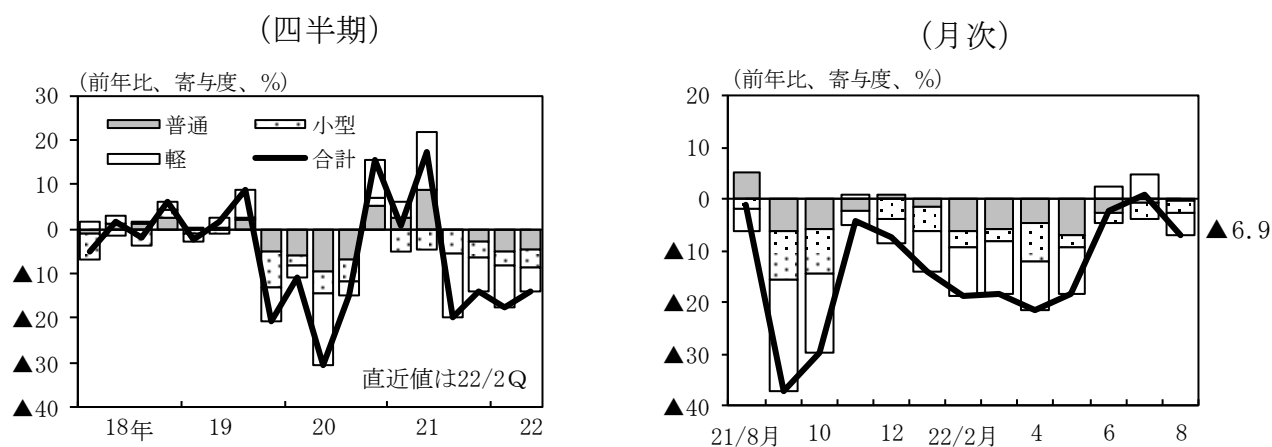 (四半期)
(前年比、寄与度、%)
30
20
10
0
▲10
▲20
▲30
▲40
普通
小型
軽
合計
直近値は22/2Q
18年 19 20 21 22
(月次)
(前年比、寄与度、%)
20
10
0
▲10
▲20
▲30
▲40
▲6.9
21/8月 10 12 22/2月 4 6 8